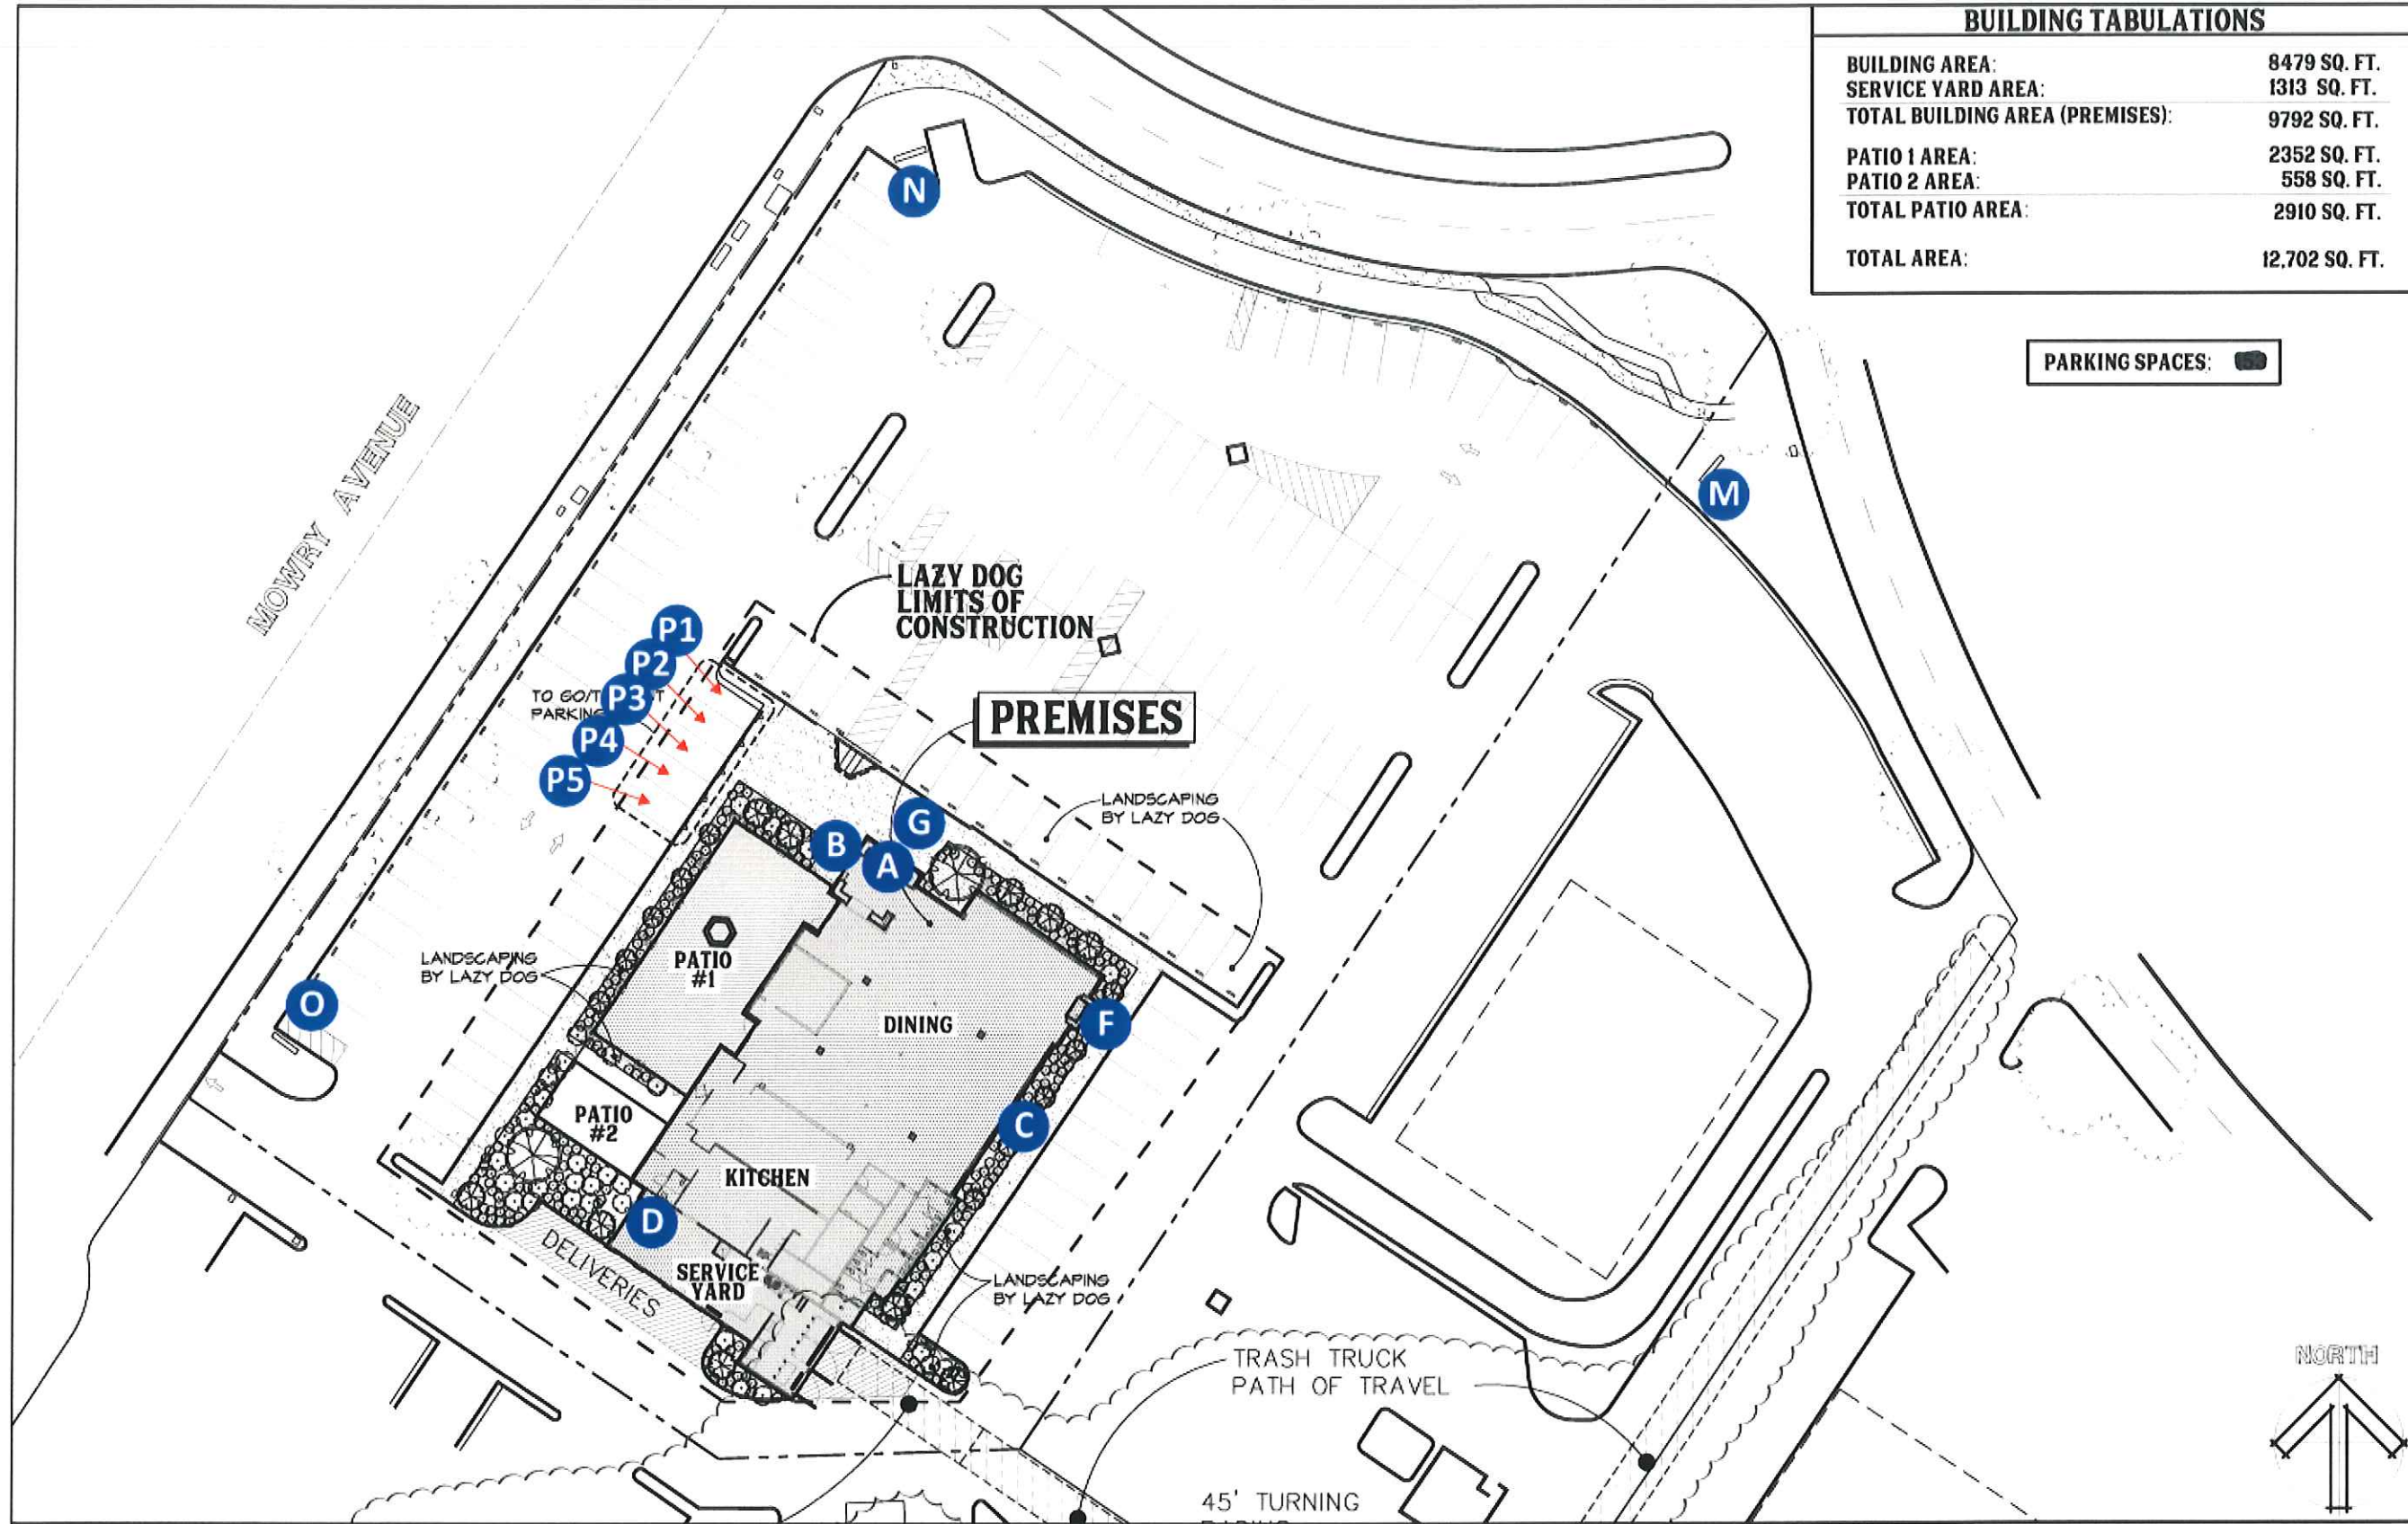 BUILDING TABULATIONS
BUILDING AREA: 8479 SQ. FT.
SERVICE YARD AREA: 1313 SQ. FT.
TOTAL BUILDING AREA (PREMISES): 9792 SQ. FT.
PATIO 1 AREA: 2352 SQ. FT.
PATIO 2 AREA: 558 SQ. FT.
TOTAL PATIO AREA: 2910 SQ. FT.
TOTAL AREA: 12,702 SQ. FT.
PARKING SPACES:
N
M
MOWRY AVENUE
LAZY DOG
LIMITS OF
CONSTRUCTION
P1
P2
P3
P4
P5
TO GO/T
PARKING
PREMISES
LANDSCAPING
BY LAZY DOG
G
B
A
PATIO
#1
LANDSCAPING
BY LAZY DOG
O
DINING
F
C
PATIO
#2
KITCHEN
D
DELIVERIES
SERVICE
YARD
LANDSCAPING
BY LAZY DOG
TRASH TRUCK
PATH OF TRAVEL
NORTH
45' TURNING